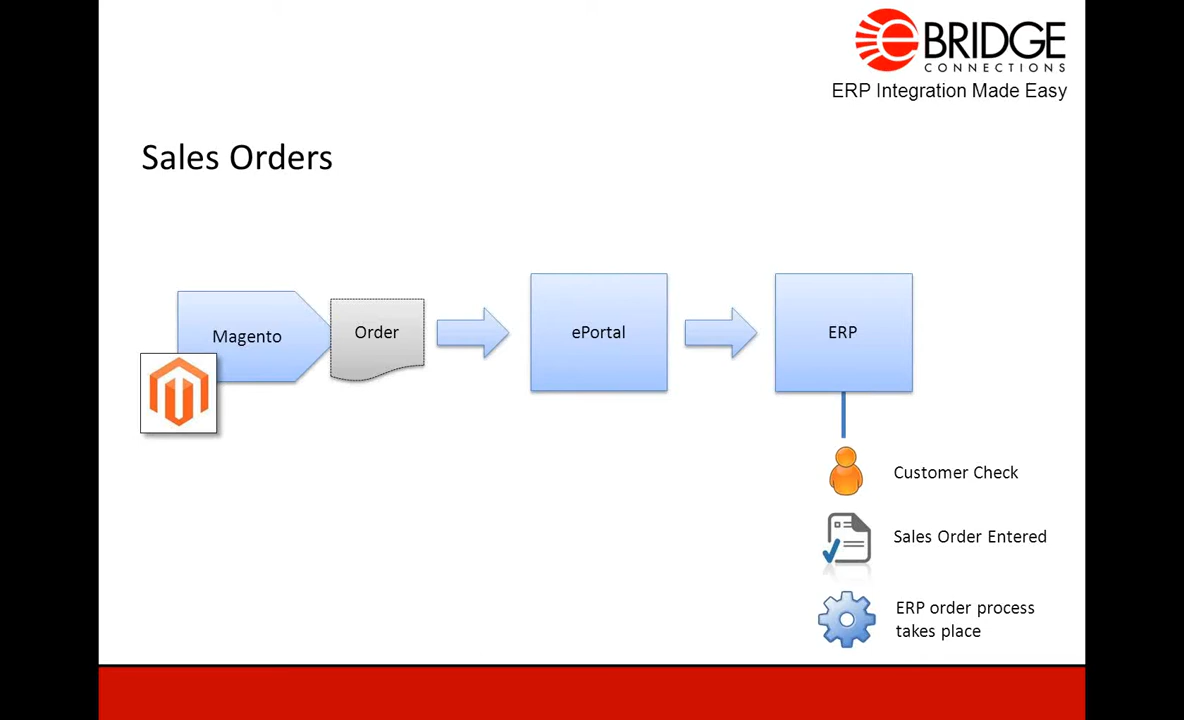 eBRIDGE
CONNECTIONS
ERP Integration Made Easy
Sales Orders
Magento
Order
ePortal
ERP
Customer Check
Sales Order Entered
ERP order process
takes place